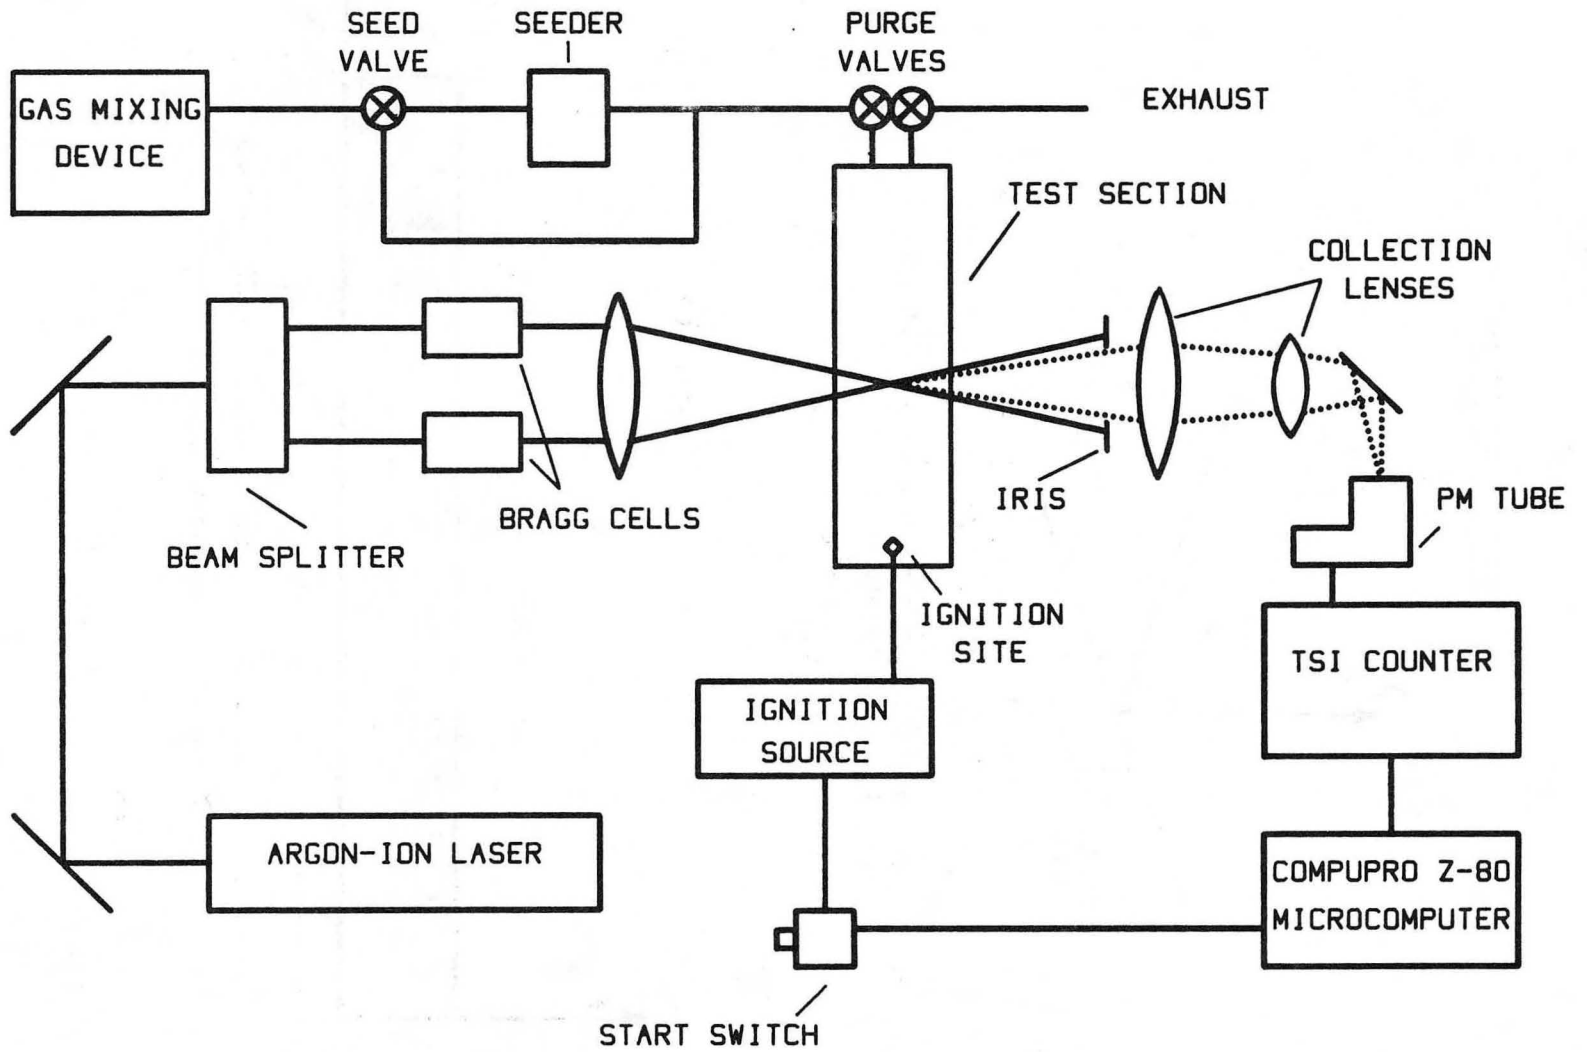 SEED
VALVE
SEEDER
PURGE
VALVES
EXHAUST
GAS MIXING
DEVICE
TEST SECTION
COLLECTION
LENSES
IRIS
PM TUBE
BRAGG CELLS
BEAM SPLITTER
IGNITION
SITE
TSI COUNTER
IGNITION
SOURCE
ARGON-ION LASER
COMPUPRO Z-80
MICROCOMPUTER
START SWITCH